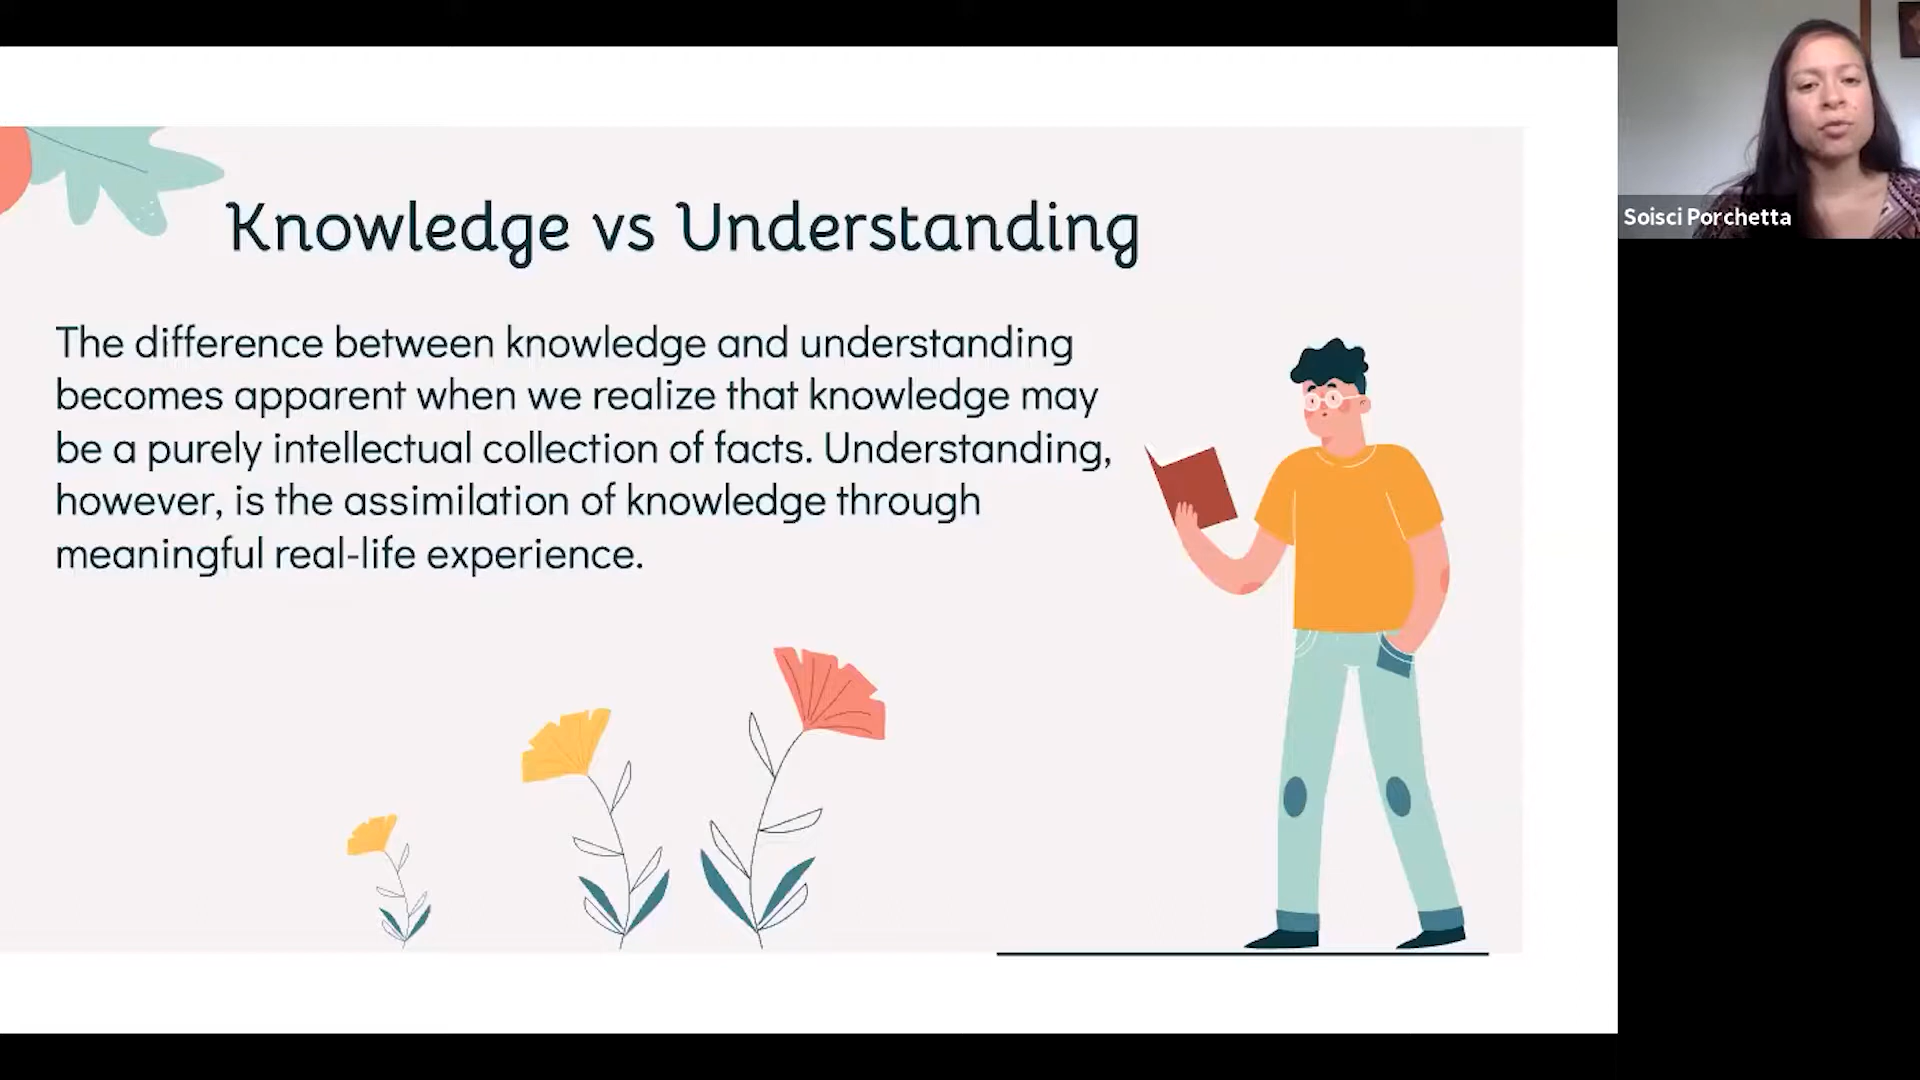 Knowledge vs Understanding
The difference between knowledge and understanding
becomes apparent when we realize that knowledge may
be a purely intellectual collection of facts. Understanding,
however, is the assimilation of knowledge through
meaningful real-life experience.
Soisci Porchetta